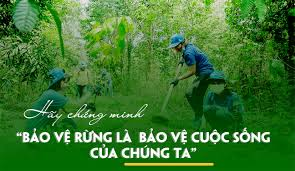 Hãy chứng minh
“BẢO VỆ RỪNG LÀ BẢO VỆ CUỘC SỐNG
CỦA CHÚNG TA”